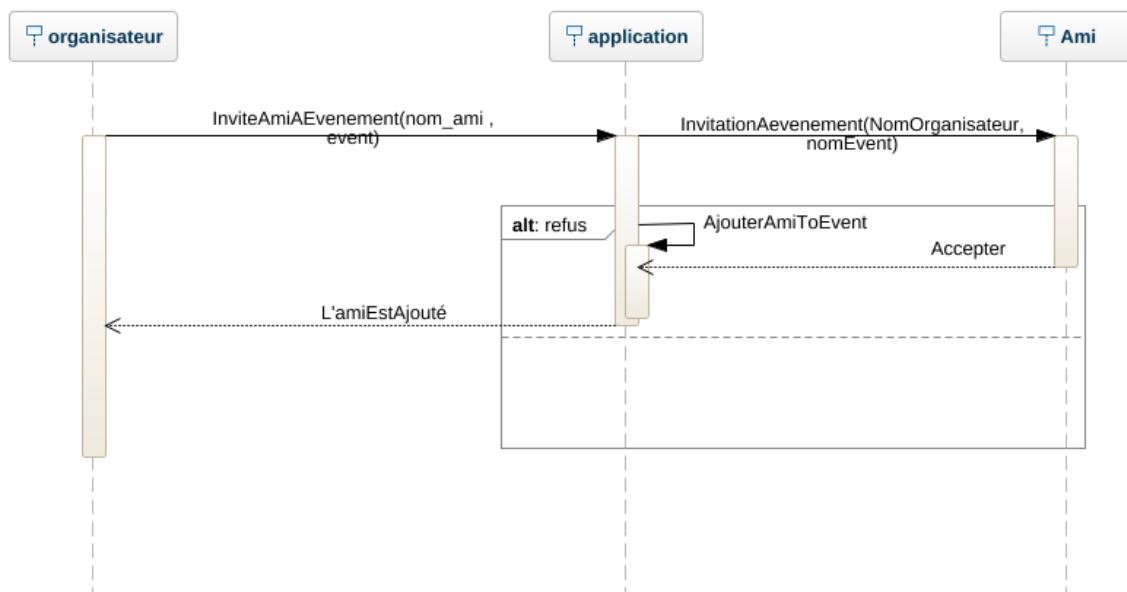 organisateur
application
Ami
InviteAmiAEvenement(nom_ami ,
event)
InvitationAevenement(NomOrganisateur,
nomEvent)
alt: refus
AjouterAmiToEvent
Accepter
L'amiEstAjouté